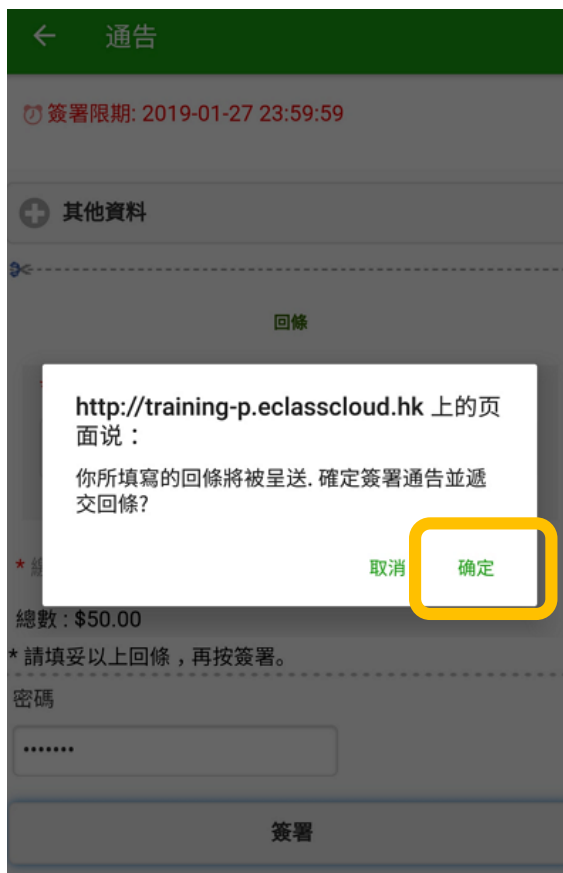 通告
簽署限期: 2019-01-27 23:59:59
其他資料
回條
http://training-p.eclasscloud.hk 上的页
面说：
你所填寫的回條將被呈送. 確定簽署通告並遞
交回條?
取消 确定
*
總數 : $50.00
* 請填妥以上回條，再按簽署。
密碼
•••••••
簽署